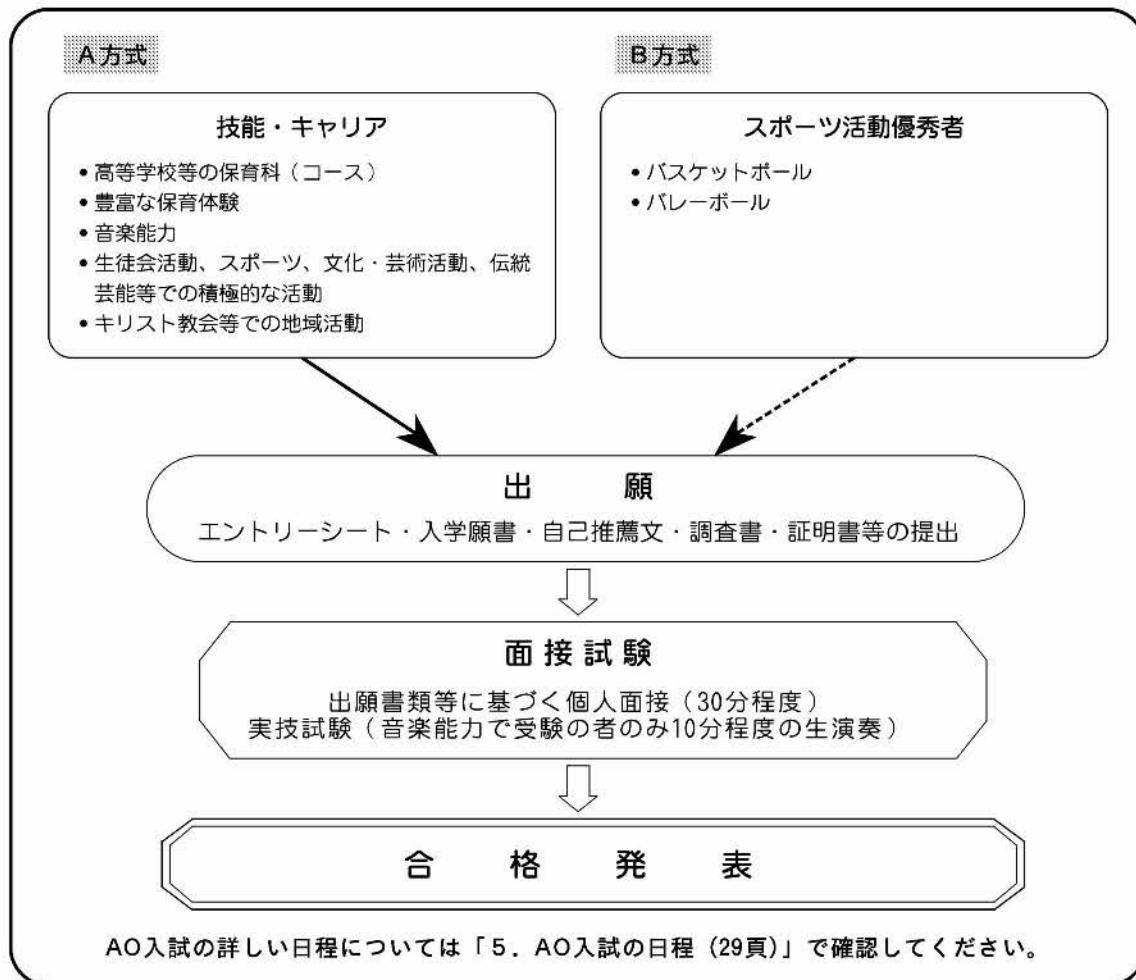 A方式
技能・キャリア
• 高等学校等の保育科（コース）
• 豊富な保育体験
• 音楽能力
• 生徒会活動、スポーツ、文化・芸術活動、伝統
芸能等での積極的な活動
• キリスト教会等での地域活動
B方式
スポーツ活動優秀者
• バスケットボール
• バレーボール
出　願
エントリーシート・入学願書・自己推薦文・調査書・証明書等の提出
面接試験
出願書類等に基づく個人面接（30分程度）
実技試験（音楽能力で受験の者のみ10分程度の生演奏）
合　格　発　表
AO入試の詳しい日程については「5．AO入試の日程（29頁）」で確認してください。